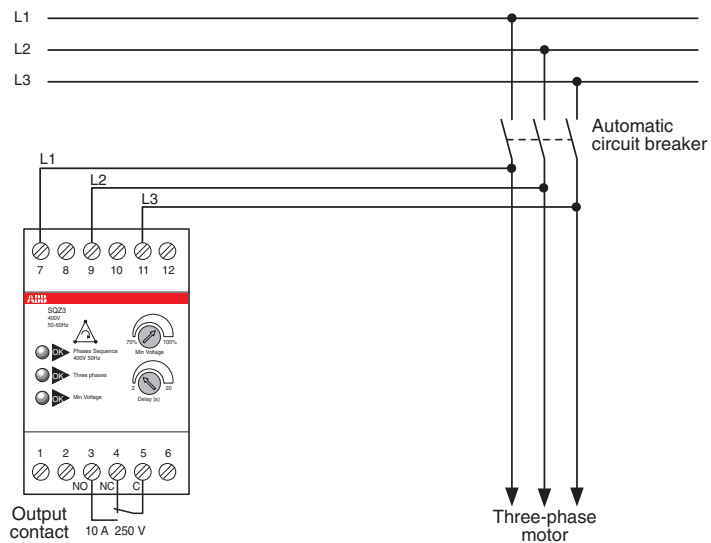 L1
L2
L3
Automatic
circuit breaker
L1
L2
L3
7 8 9 10 11 12
ABB
SQZ3
400V
50-60Hz
70% 100%
Min Voltage
OK Phases Sequence
400V 50Hz
OK Three phases
2 20
Delay (s)
OK Min Voltage
1 2 3 4 5 6
NO NC C
Output
contact
10 A 250 V
Three-phase
motor